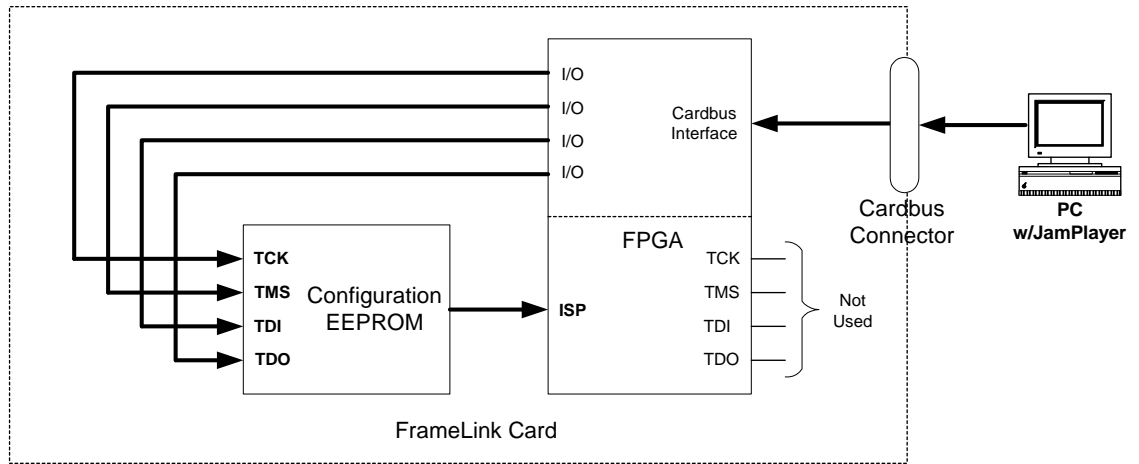 I/O
I/O
I/O
I/O
Cardbus
Interface
Cardbus
Connector
PC
w/JamPlayer
FPGA
TCK
TMS
TDI
TDO
Configuration
EEPROM
ISP
TCK
TMS
TDI
TDO
Not
Used
FrameLink Card